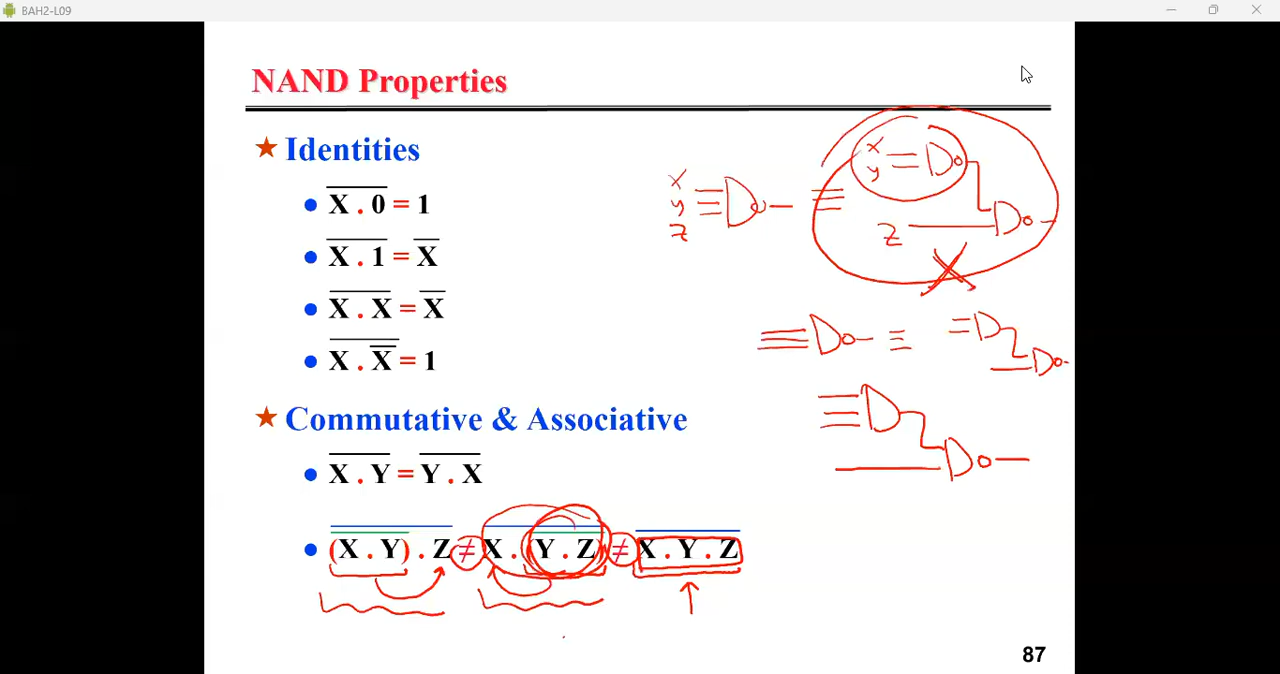 BAH2-L09
NAND Properties
★ Identities
• X̅ ̅.̅ ̅0̅ = 1
• X̅ ̅.̅ ̅1̅ = X̅
• X̅ ̅.̅ ̅X̅ = X̅
• X̅ ̅.̅ ̅X̿ = 1
X
y
Z
X
y
Z
★ Commutative & Associative
• X̅ ̅.̅ ̅Y̅ = Y̅ ̅.̅ ̅X̅
• (X . Y) . Z ≠ X . (Y . Z) ≠ X . Y . Z
87